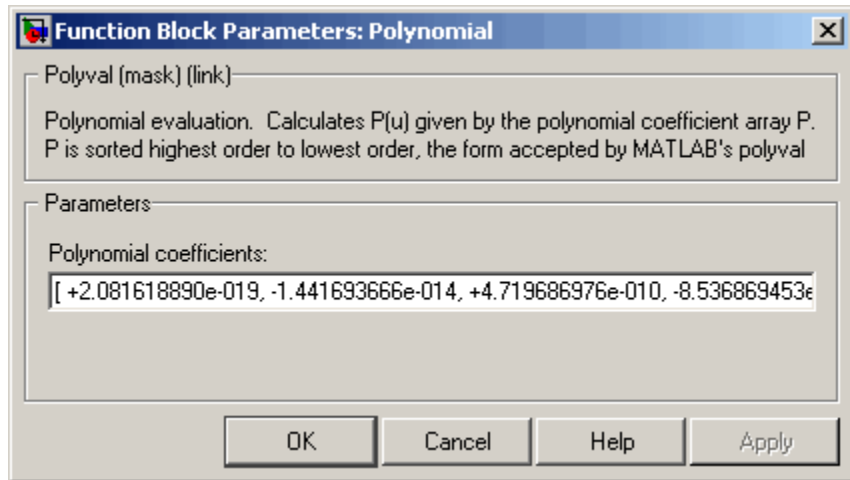 Function Block Parameters: Polynomial
Polyval (mask) (link)
Polynomial evaluation. Calculates P(u) given by the polynomial coefficient array P.
P is sorted highest order to lowest order, the form accepted by MATLAB's polyval
Parameters
Polynomial coefficients:
[ +2.081618890e-019, -1.441693666e-014, +4.719686976e-010, -8.536869453e
OK Cancel Help Apply